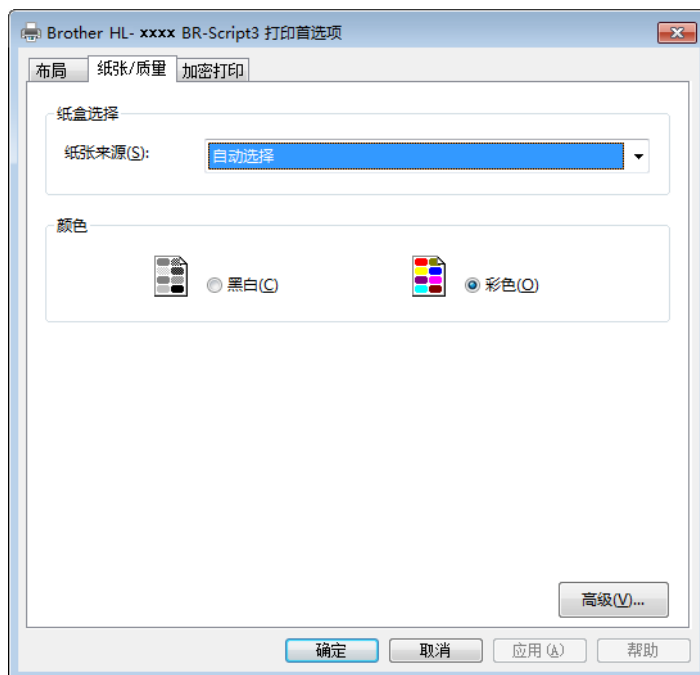 Brother HL- xxxx BR-Script3 打印首选项
布局 纸张/质量 加密打印
纸盒选择
纸张来源(S): 自动选择
颜色
黑白(C) 彩色(O)
高级(V)...
确定 取消 应用(A) 帮助